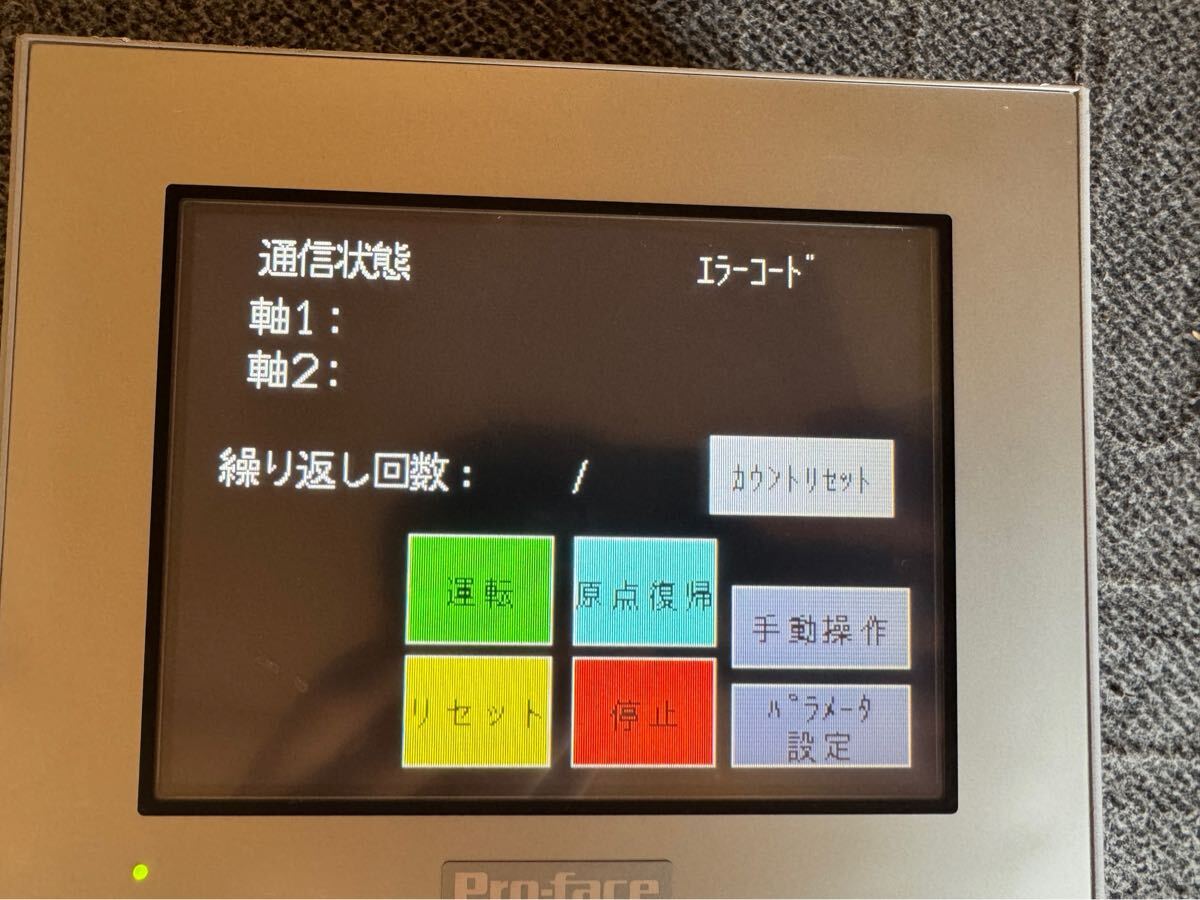 通信状態
ｴﾗｰｺｰﾄﾞ
軸1：
軸2：
繰り返し回数： /
ｶｳﾝﾄﾘｾｯﾄ
運転
原点復帰
手動操作
リセット
停止
ﾊﾟﾗﾒｰﾀ
設定
Pro-face